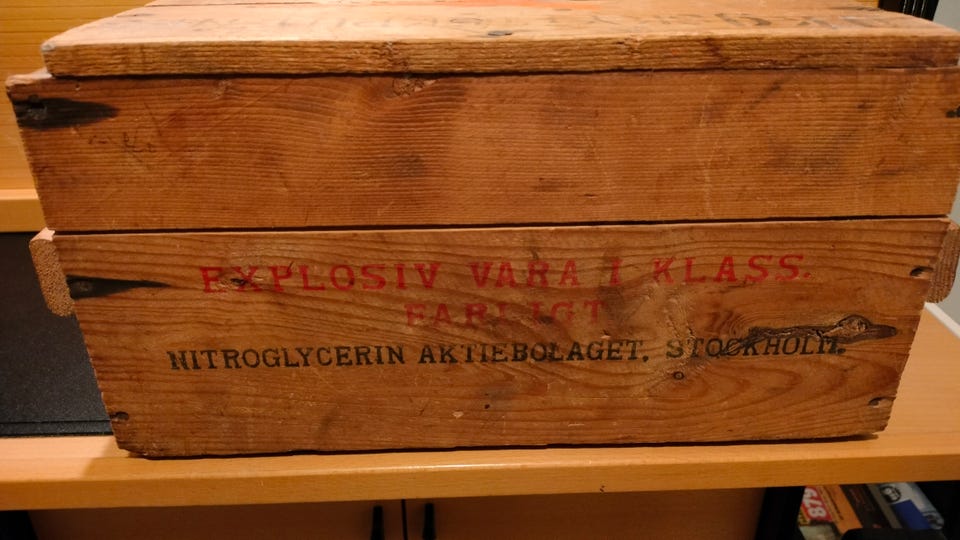 EXPLOSIV VARA I KLASS.
FARLIGT
NITROGLYCERIN AKTIEBOLAGET. STOCKHOLM.